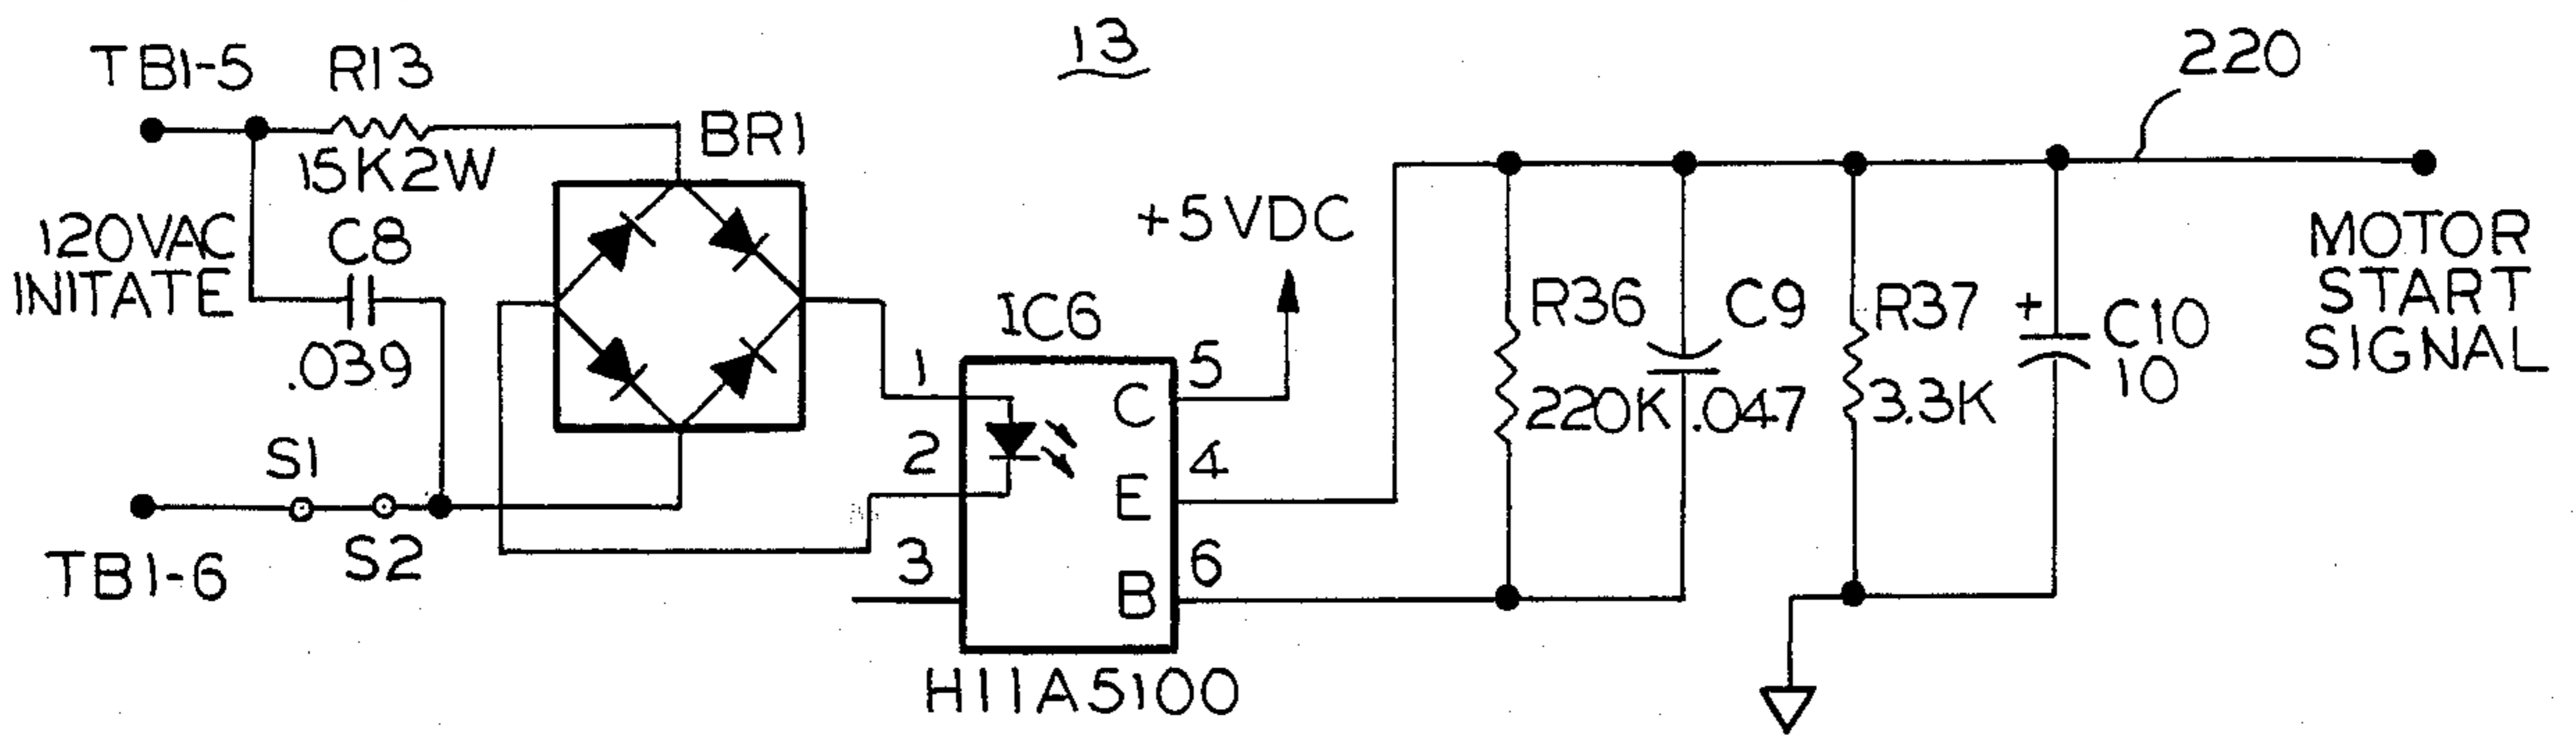 13
220
TB1-5
R13
15K2W
BR1
120VAC
INITATE
C8
.039
S1
S2
TB1-6
+5VDC
IC6
1
2
3
5
4
6
C
E
B
H11A5100
R36
220K
C9
.047
R37
3.3K
+
C10
10
MOTOR
START
SIGNAL